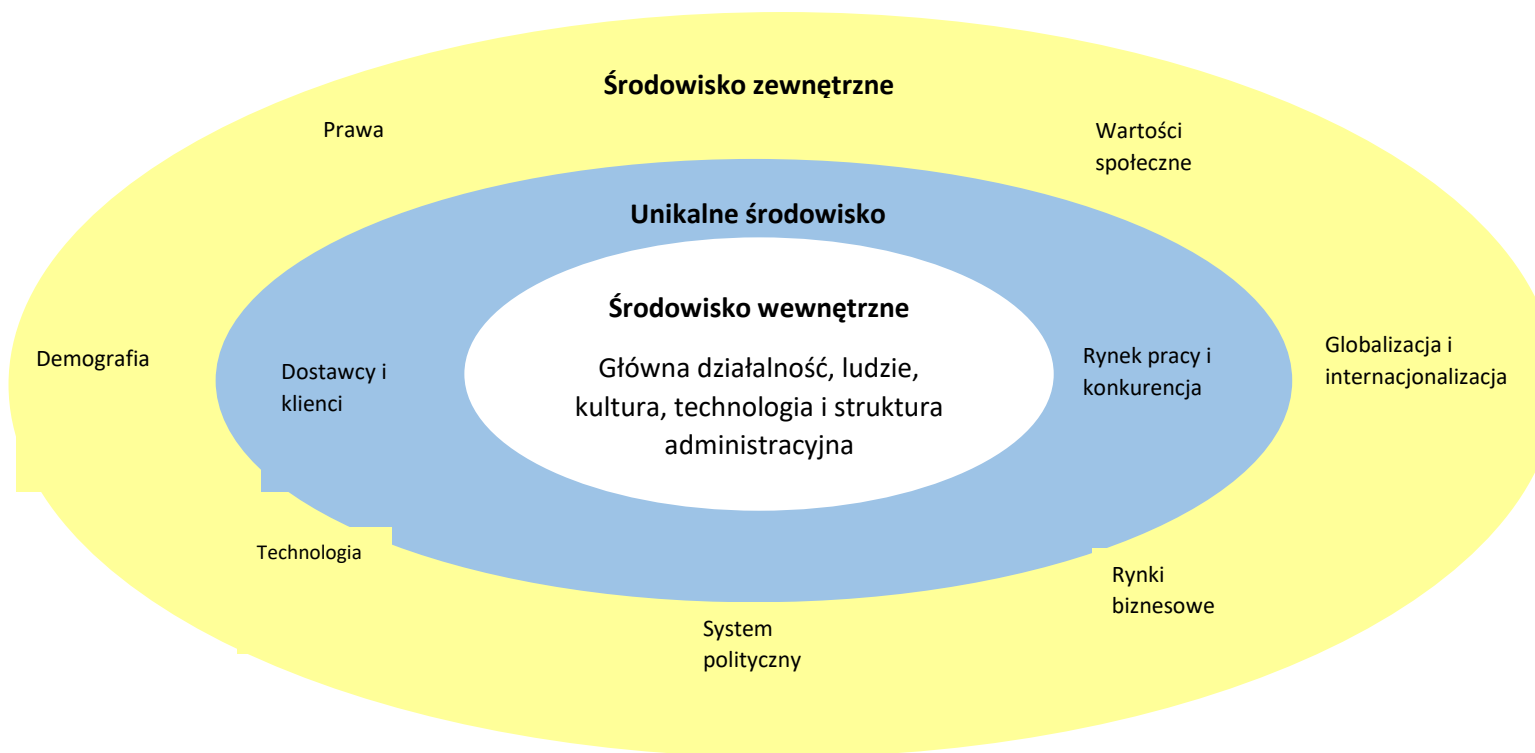 Środowisko zewnętrzne
Prawa
Wartości
społeczne
Unikalne środowisko
Środowisko wewnętrzne
Główna działalność, ludzie,
kultura, technologia i struktura
administracyjna
Demografia
Dostawcy i
klienci
Rynek pracy i
konkurencja
Globalizacja i
internacjonalizacja
Technologia
Rynki
biznesowe
System
polityczny